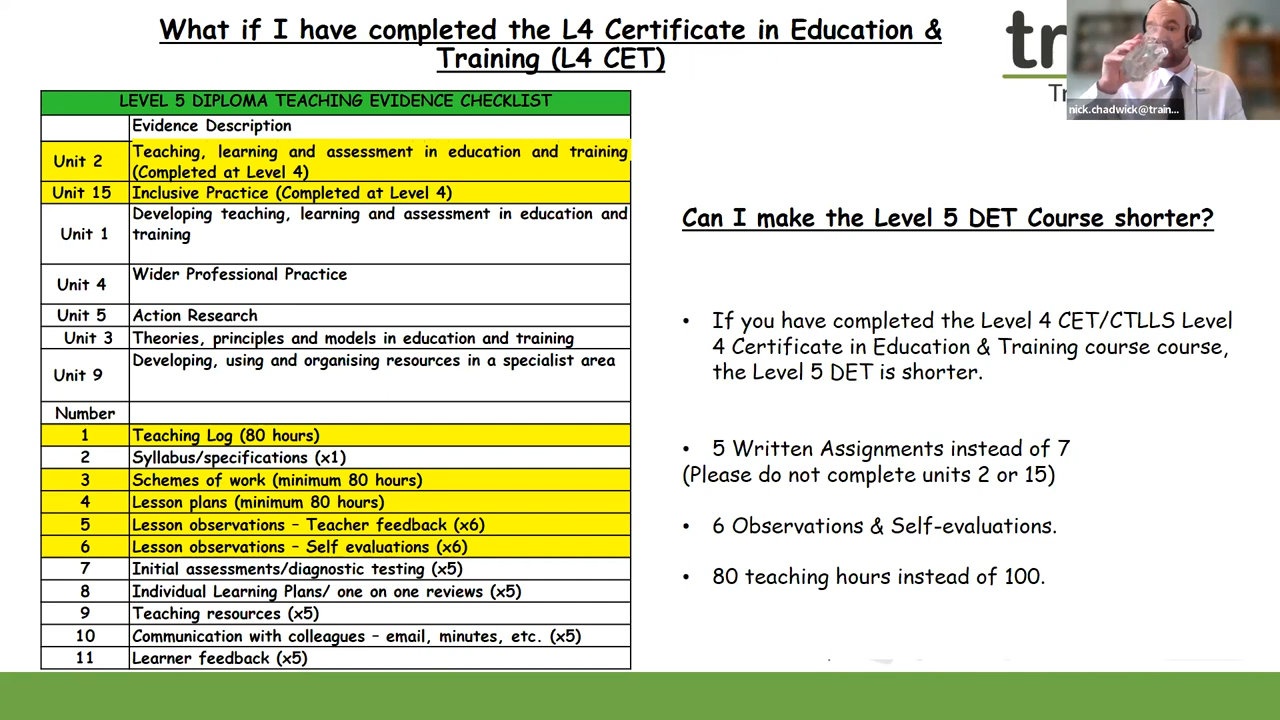 What if I have completed the L4 Certificate in Education &
Training (L4 CET)
LEVEL 5 DIPLOMA TEACHING EVIDENCE CHECKLIST
Evidence Description
Unit 2 Teaching, learning and assessment in education and training
(Completed at Level 4)
Unit 15 Inclusive Practice (Completed at Level 4)
Unit 1 Developing teaching, learning and assessment in education and
training
Unit 4 Wider Professional Practice
Unit 5 Action Research
Unit 3 Theories, principles and models in education and training
Unit 9 Developing, using and organising resources in a specialist area
Number
1 Teaching Log (80 hours)
2 Syllabus/specifications (x1)
3 Schemes of work (minimum 80 hours)
4 Lesson plans (minimum 80 hours)
5 Lesson observations – Teacher feedback (x6)
6 Lesson observations – Self evaluations (x6)
7 Initial assessments/diagnostic testing (x5)
8 Individual Learning Plans/ one on one reviews (x5)
9 Teaching resources (x5)
10 Communication with colleagues – email, minutes, etc. (x5)
11 Learner feedback (x5)
nick.chadwick@train...
Can I make the Level 5 DET Course shorter?
• If you have completed the Level 4 CET/CTLLS Level
4 Certificate in Education & Training course course,
the Level 5 DET is shorter.
• 5 Written Assignments instead of 7
(Please do not complete units 2 or 15)
• 6 Observations & Self-evaluations.
• 80 teaching hours instead of 100.